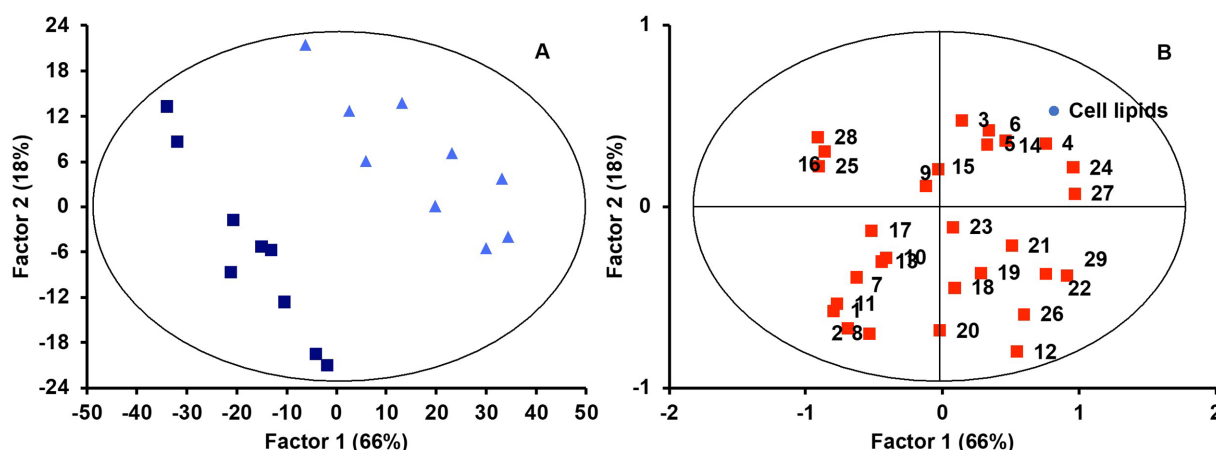 24
18
12
6
0
-6
-12
-18
-24
Factor 2 (18%)
A
-50 -40 -30 -20 -10 0 10 20 30 40 50
Factor 1 (66%)
1
0
-1
Factor 2 (18%)
B
Cell lipids
3 6
28 5 14 4
16 25 9 15 24
27
17 23
10 21
13 19 29
7 18 22
11
1 26
2 8 20
12
-2 -1 0 1 2
Factor 1 (66%)